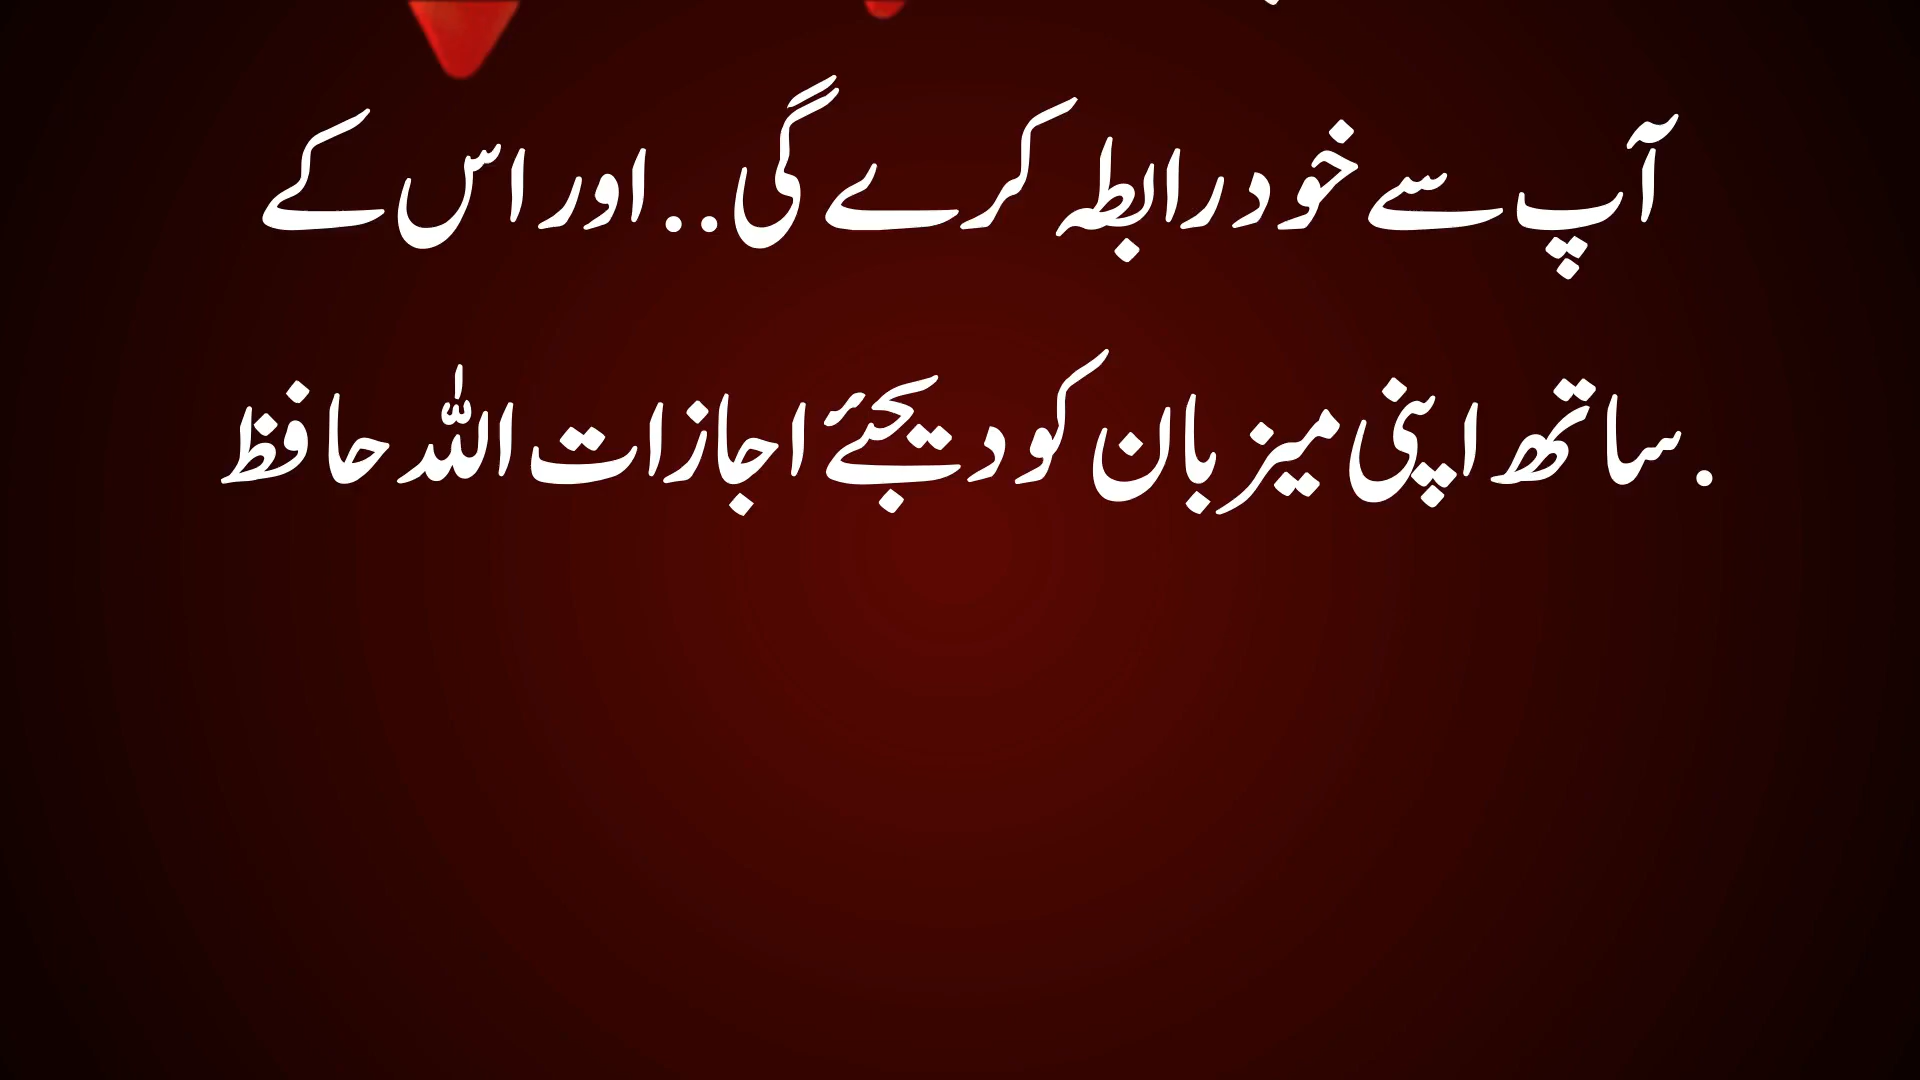 آپ سے خود رابطہ کرے گی.. اور اس کے
.ساتھ اپنی میزبان کو دیجئے اجازات اللہ حافظ